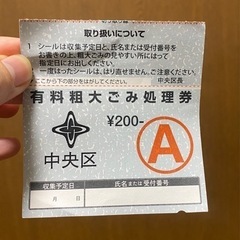 取り扱いについて
1 シールは収集予定日と、氏名または受付番号を
お書きの上、粗大ごみの見やすい所にはって
指定日にお出しください。
一度はったシールは、はり直せません。ご注意ください。
ここから下の部分をはがしてください。
中央区長
有料粗大ごみ処理券
¥200-
中央区
A
収集予定日
氏名または受付番号
月 日